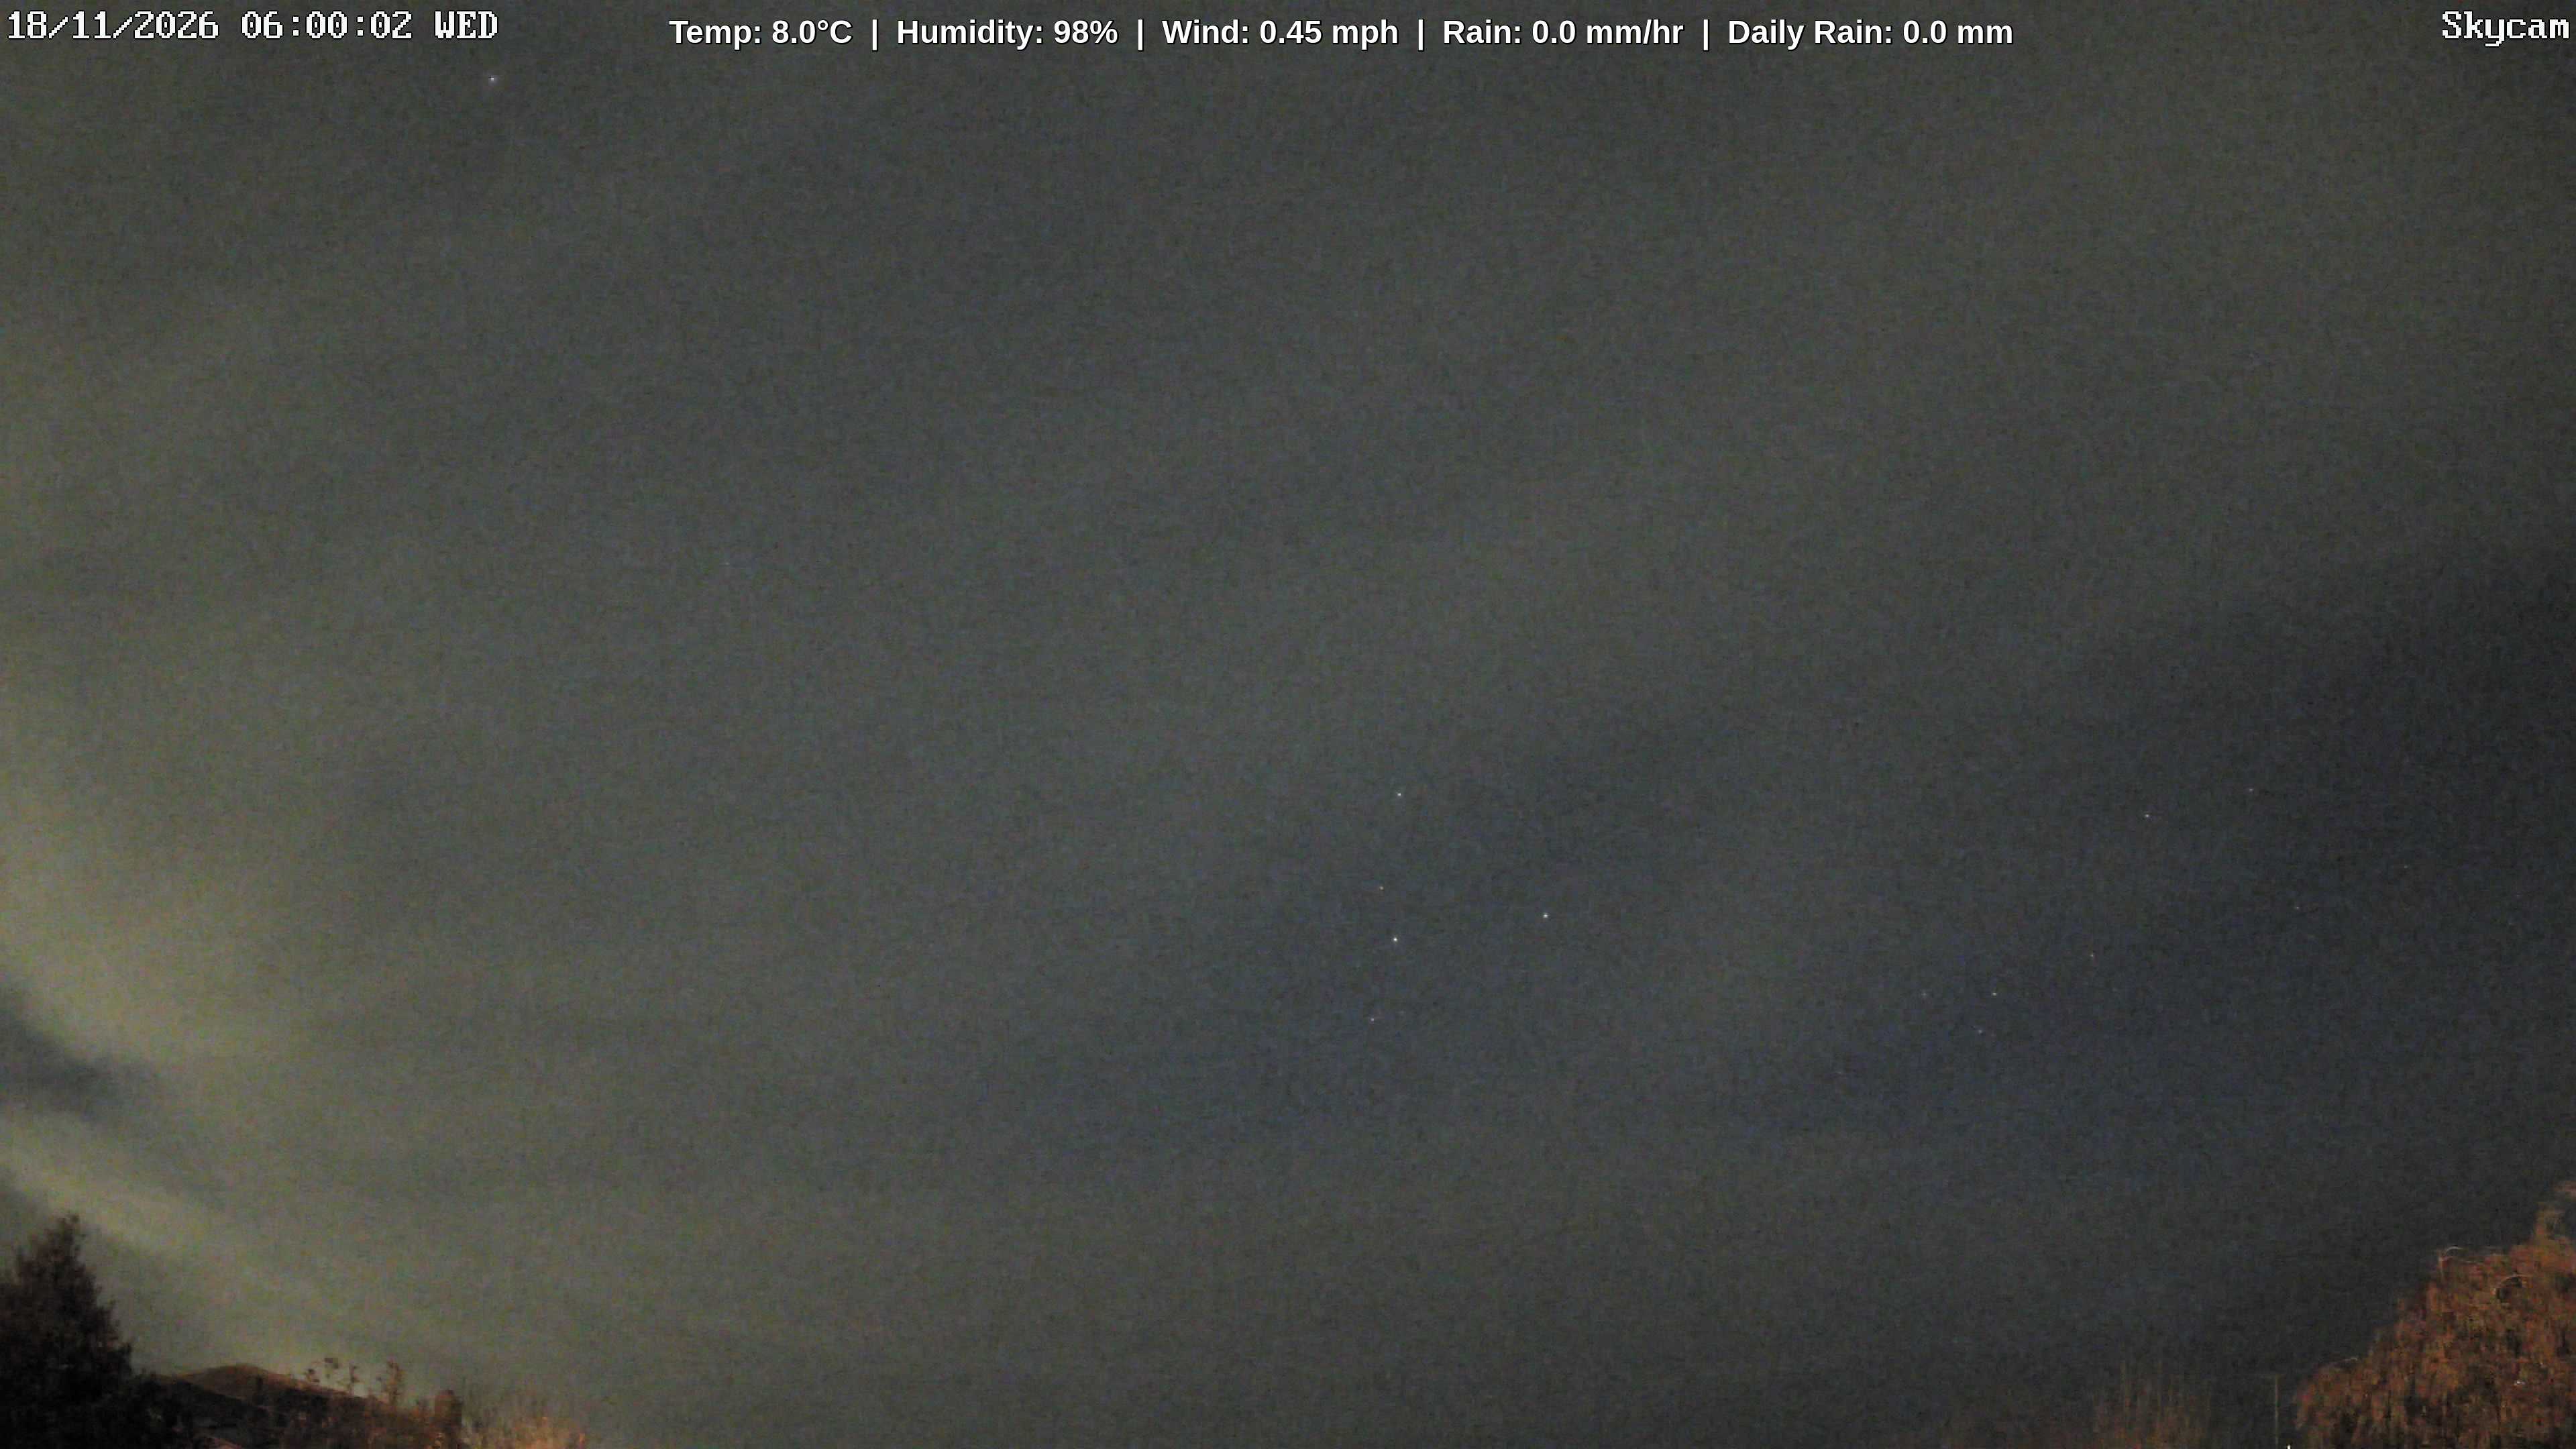 18/11/2026 06:00:02 WED
Temp: 8.0°C | Humidity: 98% | Wind: 0.45 mph | Rain: 0.0 mm/hr | Daily Rain: 0.0 mm
Skycam